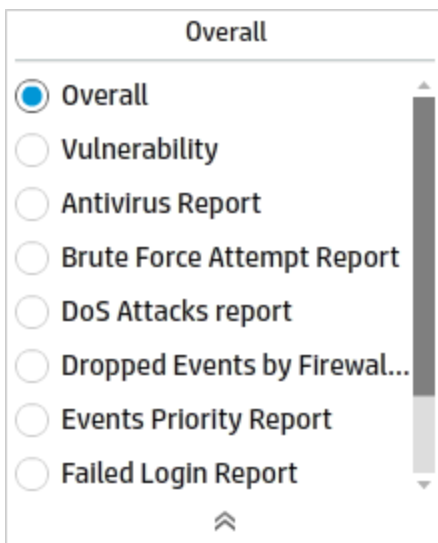 Overall
Overall
Vulnerability
Antivirus Report
Brute Force Attempt Report
DoS Attacks report
Dropped Events by Firewal...
Events Priority Report
Failed Login Report